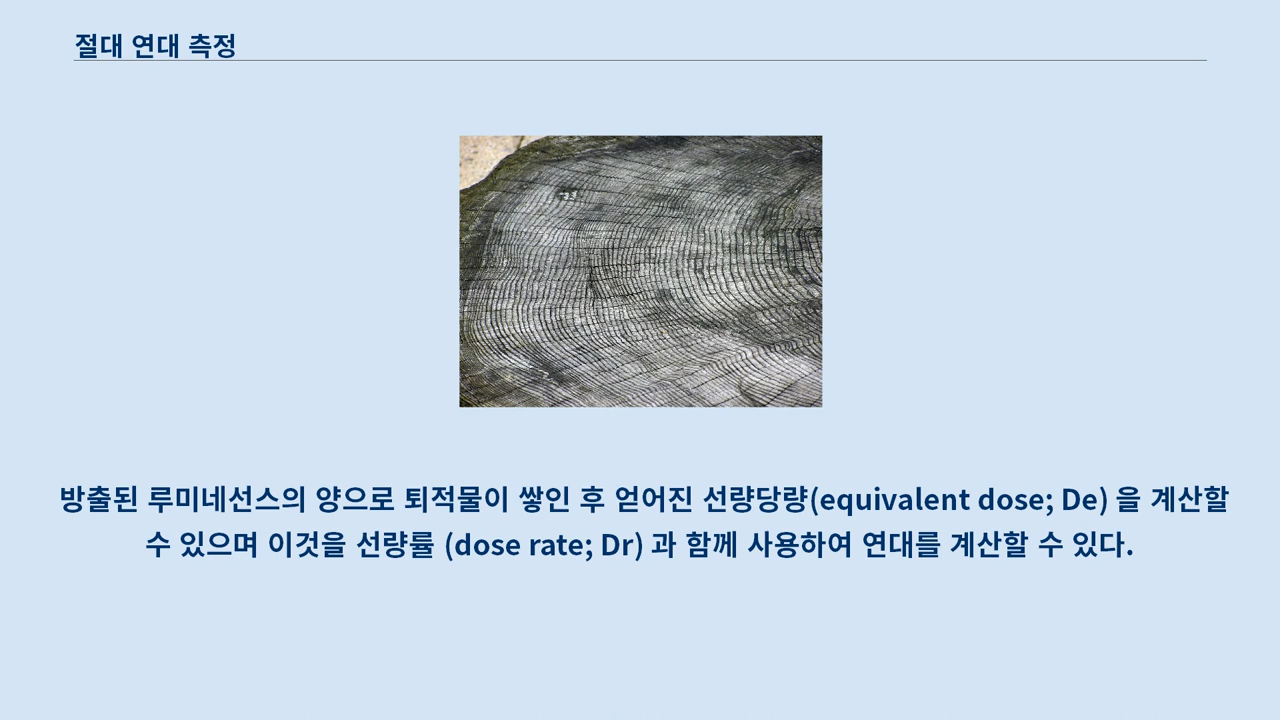 절대 연대 측정
방출된 루미네선스의 양으로 퇴적물이 쌓인 후 얻어진 선량당량(equivalent dose; De) 을 계산할
수 있으며 이것을 선량률 (dose rate; Dr) 과 함께 사용하여 연대를 계산할 수 있다.